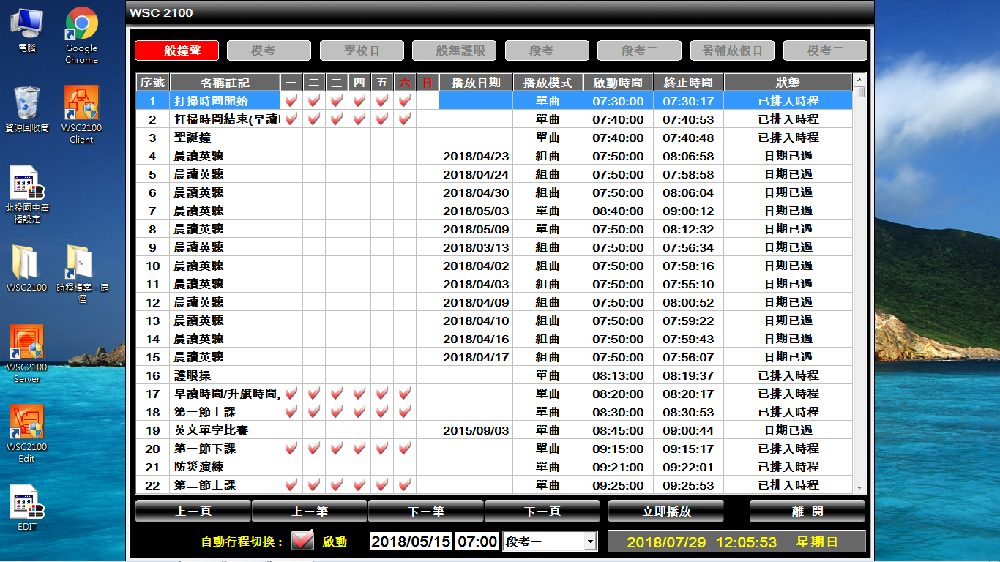 電腦
Google Chrome
資源回收筒
WSC2100 Client
北投國中廣播設定
WSC2100
時程檔案 - 捷徑
WSC2100 Server
WSC2100 Edit
EDIT
WSC 2100
一般鐘聲 模考一 學校日 一般無護眼 段考一 段考二 暑輔放假日 模考二
序號 名稱註記 一 二 三 四 五 六 日 播放日期 播放模式 啟動時間 終止時間 狀態
1 打掃時間開始 單曲 07:30:00 07:30:17 已排入時程
2 打掃時間結束(早讀 單曲 07:40:00 07:40:53 已排入時程
3 聖誕鐘 單曲 07:40:00 07:40:48 已排入時程
4 晨讀英聽 2018/04/23 組曲 07:50:00 08:06:58 日期已過
5 晨讀英聽 2018/04/24 組曲 07:50:00 07:58:58 日期已過
6 晨讀英聽 2018/04/30 組曲 07:50:00 08:06:04 日期已過
7 晨讀英聽 2018/05/03 單曲 08:40:00 09:00:12 日期已過
8 晨讀英聽 2018/05/09 單曲 07:50:00 08:12:32 日期已過
9 晨讀英聽 2018/03/13 組曲 07:50:00 07:56:34 日期已過
10 晨讀英聽 2018/04/02 組曲 07:50:00 07:58:16 日期已過
11 晨讀英聽 2018/04/03 組曲 07:50:00 07:55:10 日期已過
12 晨讀英聽 2018/04/09 組曲 07:50:00 08:00:52 日期已過
13 晨讀英聽 2018/04/10 組曲 07:50:00 07:59:22 日期已過
14 晨讀英聽 2018/04/16 組曲 07:50:00 07:59:43 日期已過
15 晨讀英聽 2018/04/17 組曲 07:50:00 07:56:07 日期已過
16 護眼操 單曲 08:13:00 08:19:37 已排入時程
17 早讀時間/升旗時間, 單曲 08:20:00 08:20:17 已排入時程
18 第一節上課 單曲 08:30:00 08:30:53 已排入時程
19 英文單字比賽 2015/09/03 單曲 08:45:00 09:00:44 日期已過
20 第一節下課 單曲 09:15:00 09:15:17 已排入時程
21 防災演練 單曲 09:21:00 09:22:01 已排入時程
22 第二節上課 單曲 09:25:00 09:25:53 已排入時程
上一頁 上一筆 下一筆 下一頁 立即播放 離 開
自動行程切換： 啟動 2018/05/15 07:00 段考一 2018/07/29 12:05:53 星期日